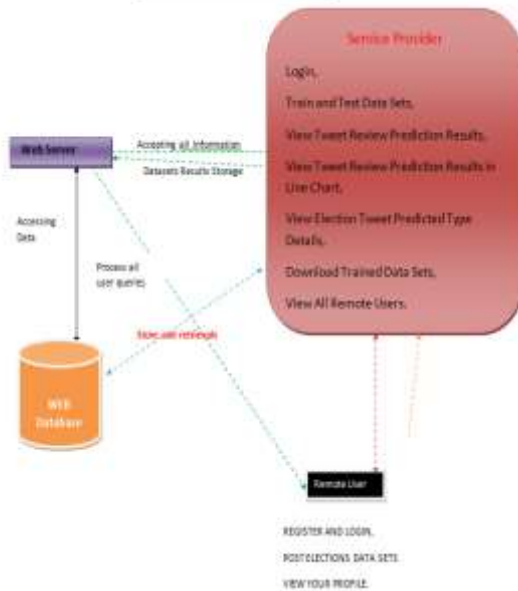 Service Provider
Login,
Train and Test Data Sets,
View Tweet Review Prediction Results,
View Tweet Review Prediction Results in
Line Chart,
View Election Tweet Predicted Type
Details,
Download Trained Data Sets,
View All Remote Users.
Web Server
Accepting all Information
Datasets Results Storage
Accessing
Data
Process all
user queries
Store and retrievals
WEB
Database
Remote User
REGISTER AND LOGIN,
POST ELECTIONS DATA SETS
VIEW YOUR PROFILE.